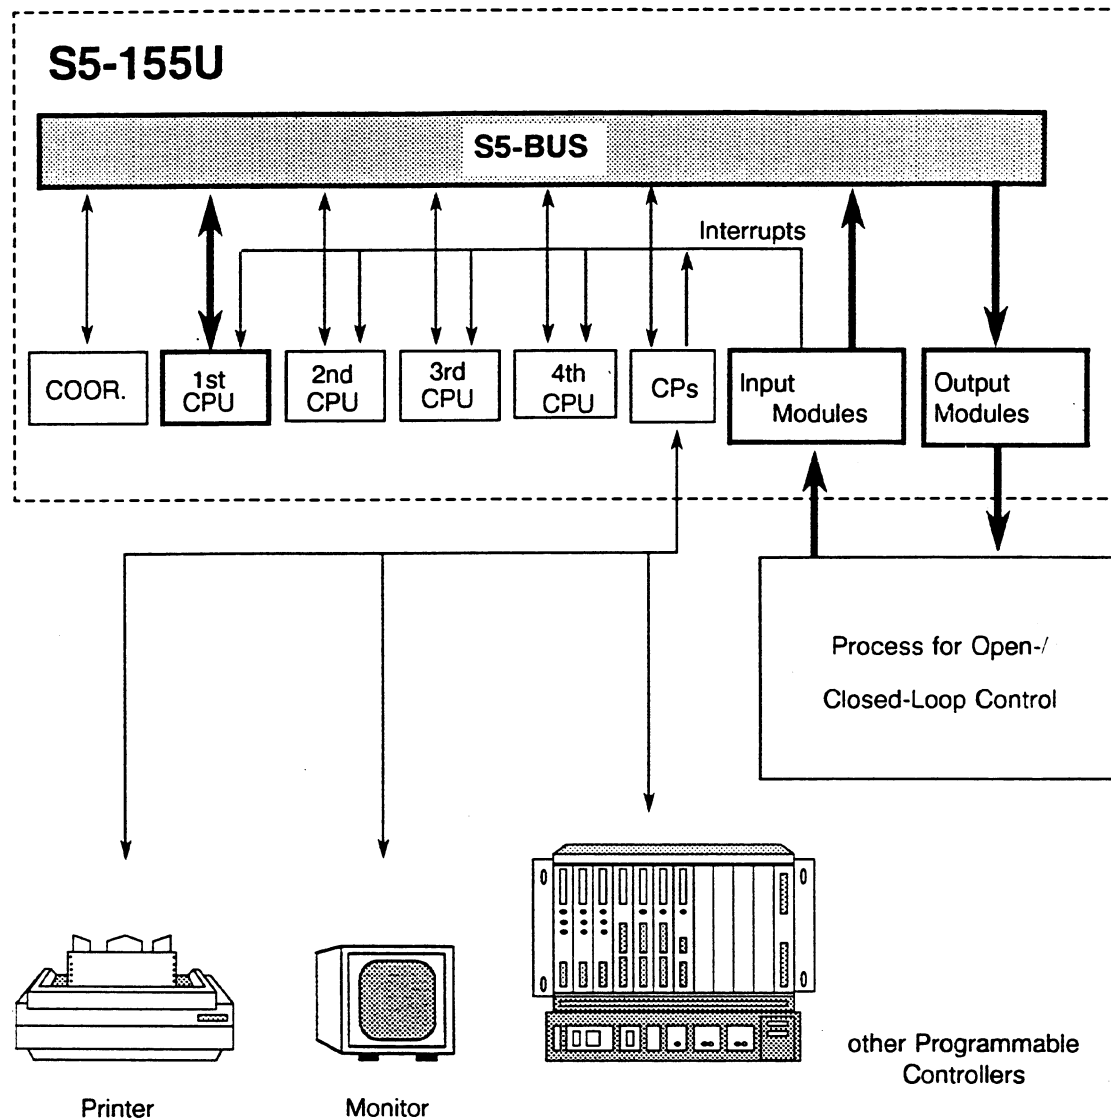 S5-155U
S5-BUS
Interrupts
COOR.
1st
CPU
2nd
CPU
3rd
CPU
4th
CPU
CPs
Input
Modules
Output
Modules
Process for Open-/
Closed-Loop Control
other Programmable
Controllers
Printer
Monitor